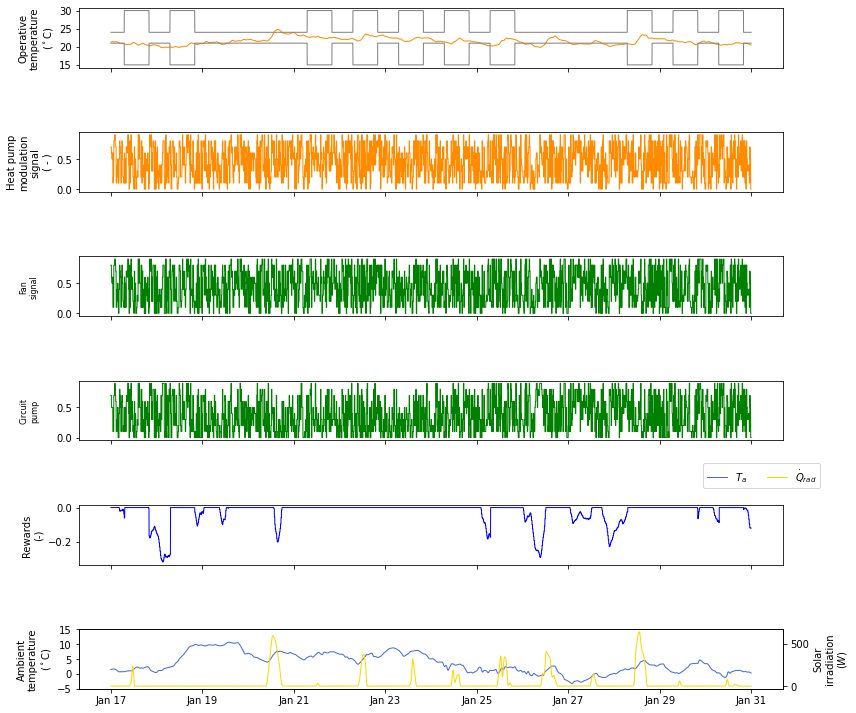 Operative
temperature
(°C)
30
25
20
15
Heat pump
modulation
signal
( - )
0.5
0.0
Fan
signal
0.5
0.0
Circuit
pump
0.5
0.0
T_a Q̇_rad
Rewards
(-)
0.0
−0.2
Ambient
temperature
(°C)
15
10
5
0
−5
500
0
Solar
irradiation
(W)
Jan 17 Jan 19 Jan 21 Jan 23 Jan 25 Jan 27 Jan 29 Jan 31